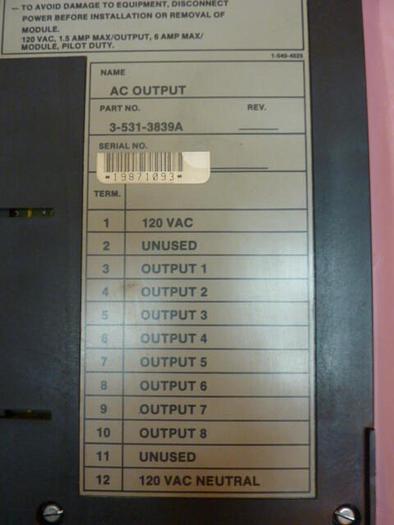 — TO AVOID DAMAGE TO EQUIPMENT, DISCONNECT
POWER BEFORE INSTALLATION OR REMOVAL OF
MODULE.
120 VAC, 1.5 AMP MAX/OUTPUT, 6 AMP MAX/
MODULE, PILOT DUTY.
1-549-4529
NAME
AC OUTPUT
PART NO. REV.
3-531-3839A
SERIAL NO.
*19871093*
TERM.
1 120 VAC
2 UNUSED
3 OUTPUT 1
4 OUTPUT 2
5 OUTPUT 3
6 OUTPUT 4
7 OUTPUT 5
8 OUTPUT 6
9 OUTPUT 7
10 OUTPUT 8
11 UNUSED
12 120 VAC NEUTRAL